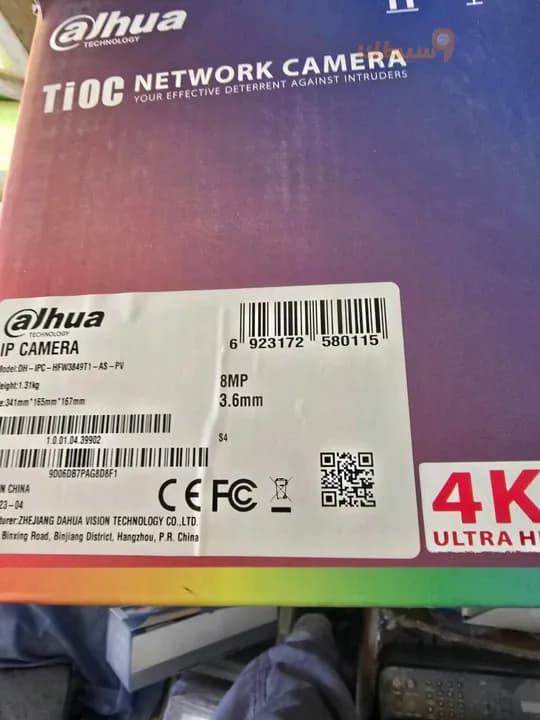 alhua
TECHNOLOGY
وسيطك
TiOC NETWORK CAMERA
YOUR EFFECTIVE DETERRENT AGAINST INTRUDERS
alhua
TECHNOLOGY
IP CAMERA
Model:DH-IPC-HFW3849T1-AS-PV
eight:1.31kg
e:341mm*165mm*167mm
6 923172 580115
8MP
3.6mm
1.0.01.04.39902
S4
9D06DB7PAG8D8F1
N CHINA
23-04
CE FC
turer:ZHEJIANG DAHUA VISION TECHNOLOGY CO.,LTD.
Binxing Road, Binjiang District, Hangzhou, P.R. China
4K
ULTRA H